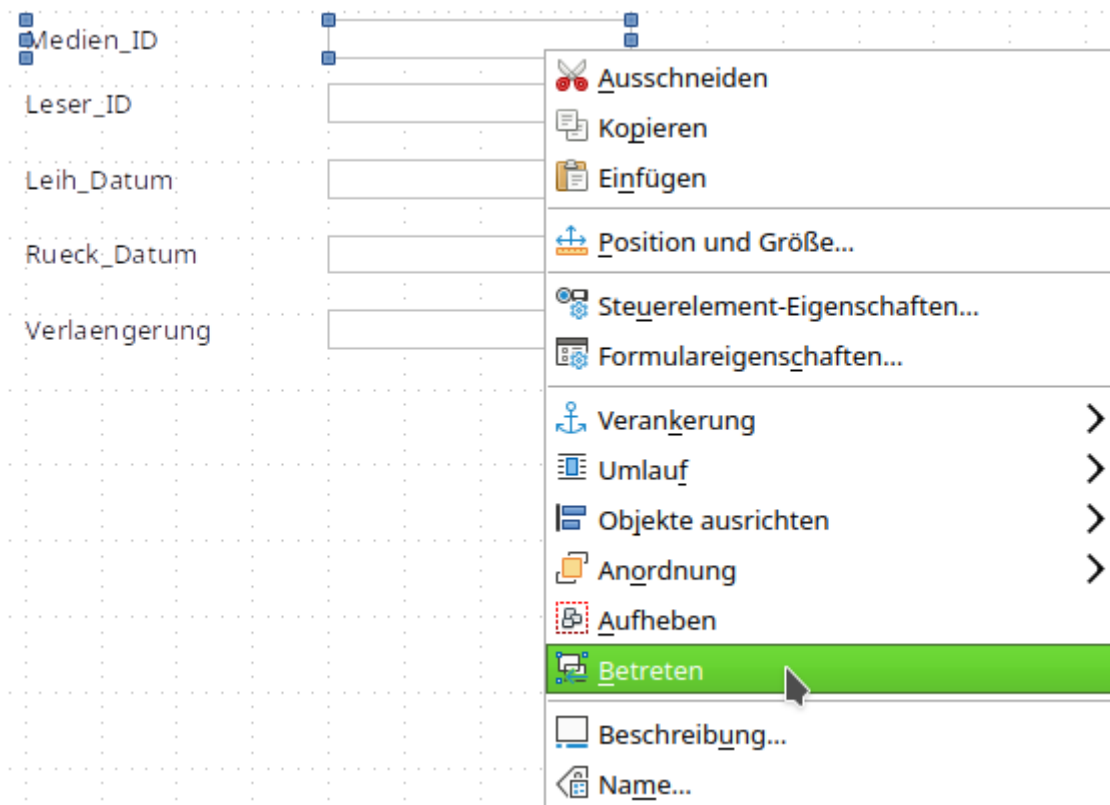 Medien_ID
Leser_ID
Leih_Datum
Rueck_Datum
Verlaengerung
Ausschneiden
Kopieren
Einfügen
Position und Größe...
Steuerelement-Eigenschaften...
Formulareigenschaften...
Verankerung
Umlauf
Objekte ausrichten
Anordnung
Aufheben
Betreten
Beschreibung...
Name...